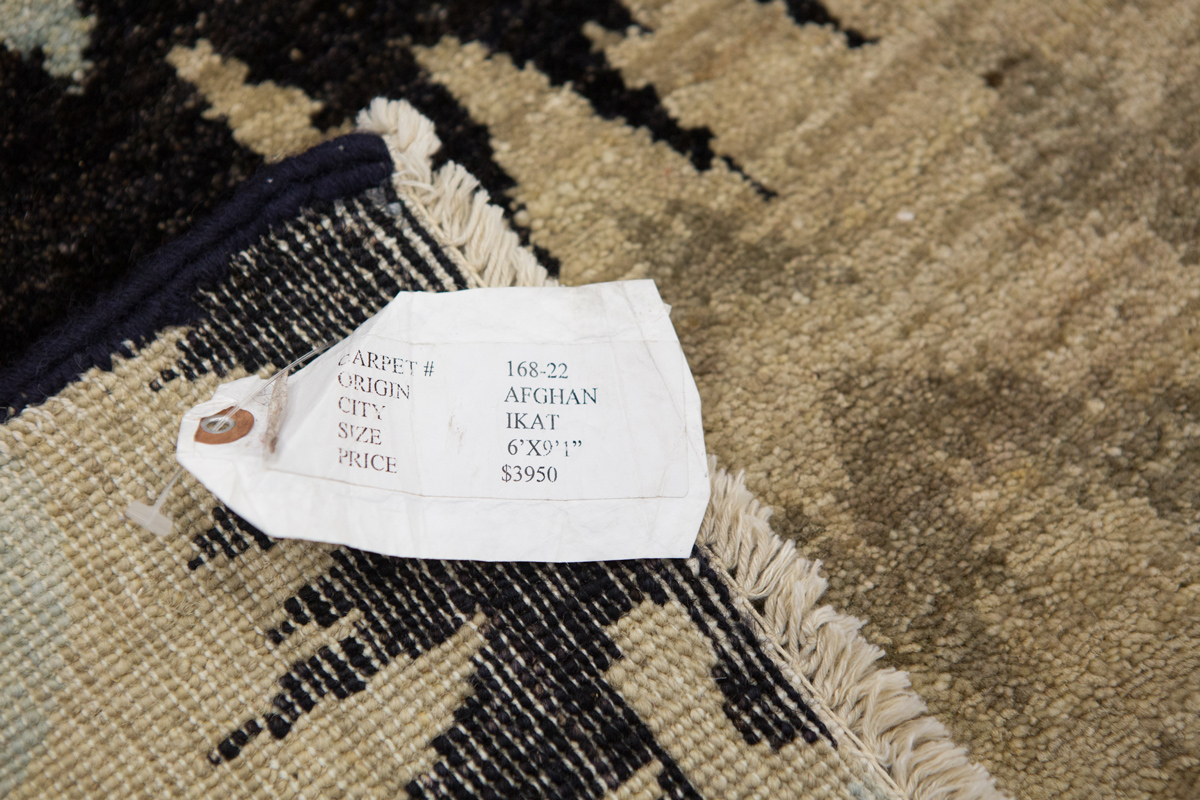 CARPET # 168-22
ORIGIN AFGHAN
CITY IKAT
SIZE 6'X9'1"
PRICE $3950